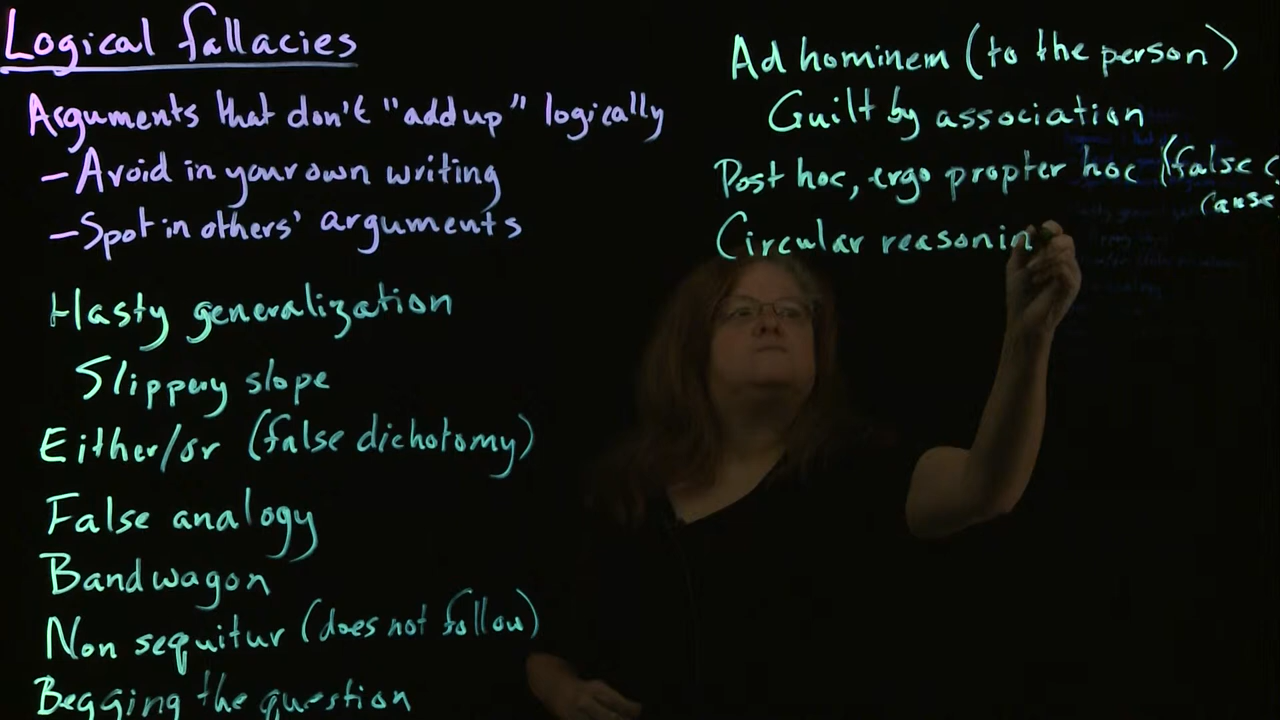 Logical fallacies
Arguments that don't "add up" logically
– Avoid in your own writing
– Spot in others' arguments
Hasty generalization
Slippery slope
Either/or (false dichotomy)
False analogy
Bandwagon
Non sequitur (does not follow)
Begging the question
Ad hominem (to the person)
Guilt by association
Post hoc, ergo propter hoc (false
cause
Circular reasonin